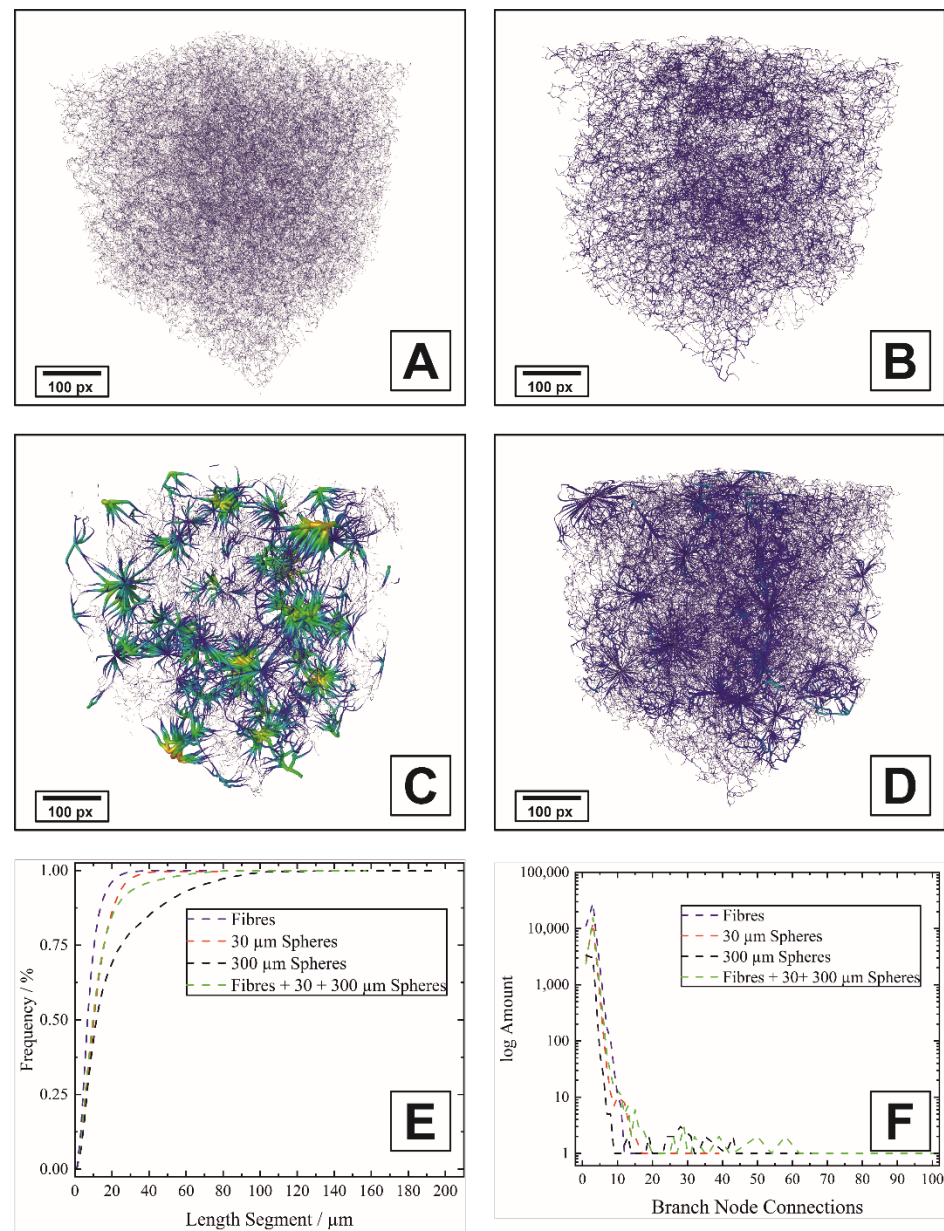 A
100 px
B
100 px
C
100 px
D
100 px
1.00
0.75
0.50
0.25
0.00
Frequency / %
Fibres
30 µm Spheres
300 µm Spheres
Fibres + 30 + 300 µm Spheres
E
0 20 40 60 80 100 120 140 160 180 200
Length Segment / µm
100,000
10,000
1,000
100
10
1
log Amount
Fibres
30 µm Spheres
300 µm Spheres
Fibres + 30+ 300 µm Spheres
F
0 10 20 30 40 50 60 70 80 90 100
Branch Node Connections